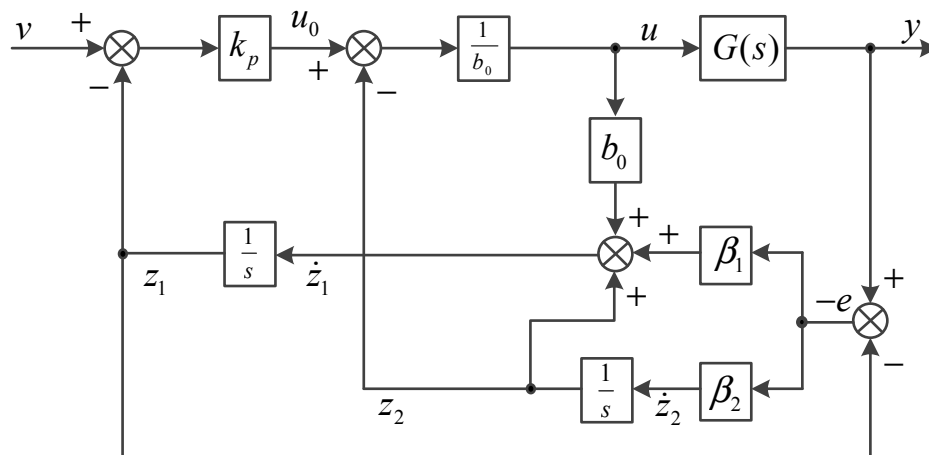 v + − k_p u_0 + − 1/b_0 u G(s) y
b_0
+ + +
z_1 1/s ż_1 β_1 −e + −
z_2 1/s ż_2 β_2